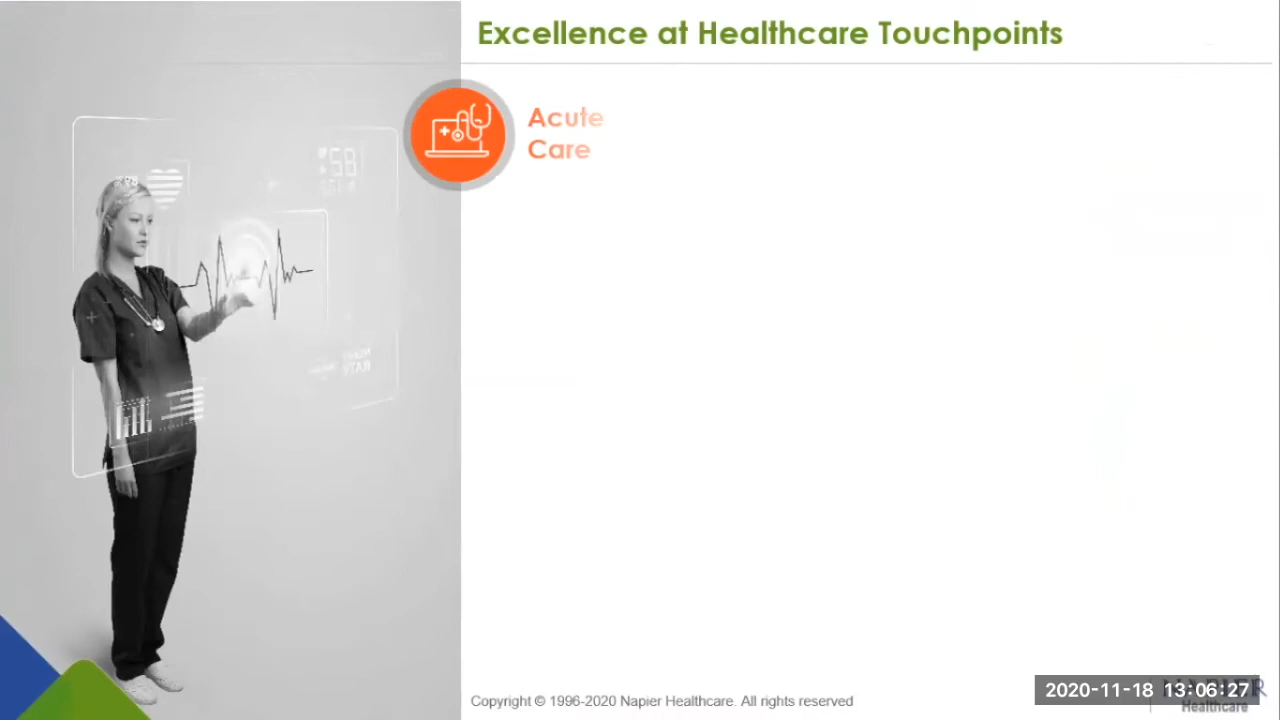 Excellence at Healthcare Touchpoints
Acute
Care
Copyright © 1996-2020 Napier Healthcare. All rights reserved
2020-11-18 13:06:27
Healthcare